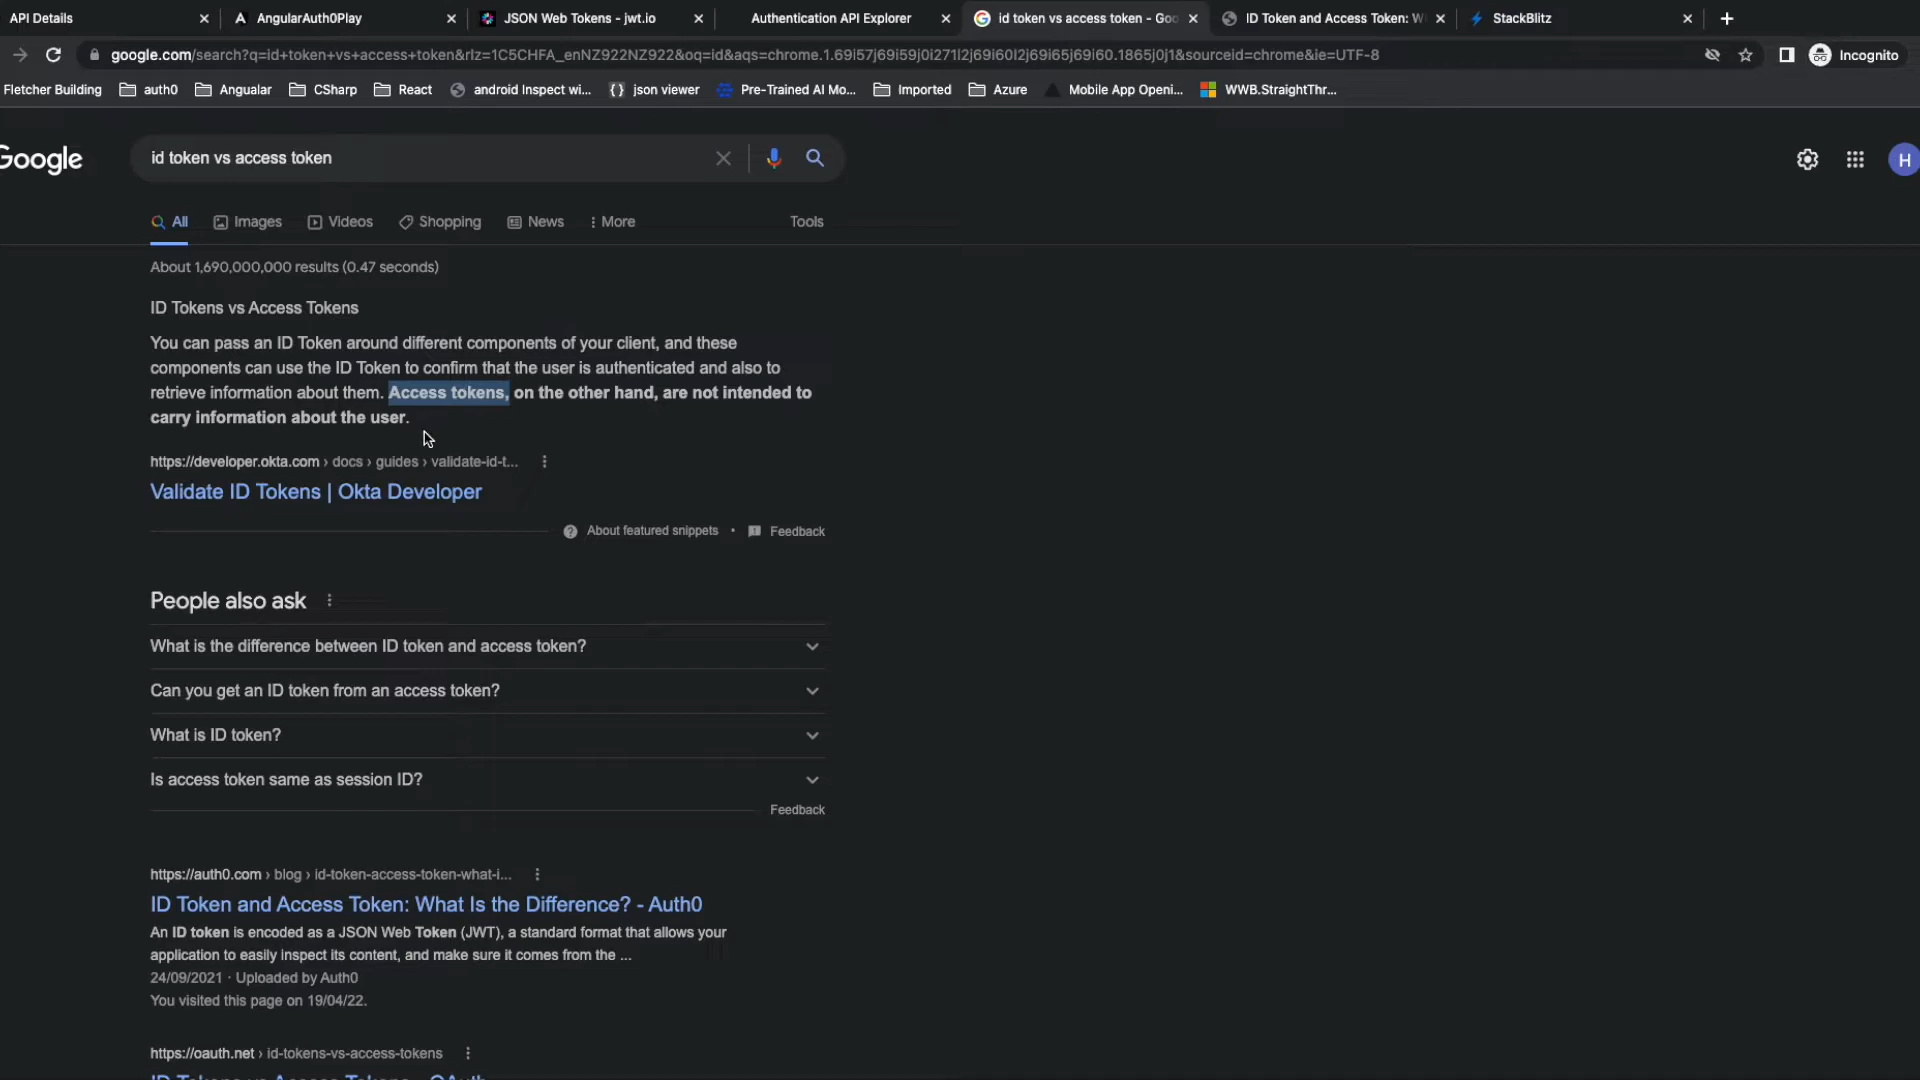 API Details
AngularAuth0Play
JSON Web Tokens - jwt.io
Authentication API Explorer
id token vs access token - Goo
ID Token and Access Token: W
StackBlitz
google.com/search?q=id+token+vs+access+token&rlz=1C5CHFA_enNZ922NZ922&oq=id&aqs=chrome.1.69i57j69i59j0i271l2j69i60l2j69i65j69i60.1865j0j1&sourceid=chrome&ie=UTF-8
Incognito
Fletcher Building
auth0
Angualar
CSharp
React
android Inspect wi...
{} json viewer
Pre-Trained AI Mo...
Imported
Azure
Mobile App Openi...
WWB.StraightThr...
Google
id token vs access token
H
All
Images
Videos
Shopping
News
More
Tools
About 1,690,000,000 results (0.47 seconds)
ID Tokens vs Access Tokens
You can pass an ID Token around different components of your client, and these
components can use the ID Token to confirm that the user is authenticated and also to
retrieve information about them. Access tokens, on the other hand, are not intended to
carry information about the user.
https://developer.okta.com › docs › guides › validate-id-t...
Validate ID Tokens | Okta Developer
About featured snippets • Feedback
People also ask
What is the difference between ID token and access token?
Can you get an ID token from an access token?
What is ID token?
Is access token same as session ID?
Feedback
https://auth0.com › blog › id-token-access-token-what-i...
ID Token and Access Token: What Is the Difference? - Auth0
An ID token is encoded as a JSON Web Token (JWT), a standard format that allows your
application to easily inspect its content, and make sure it comes from the ...
24/09/2021 · Uploaded by Auth0
You visited this page on 19/04/22.
https://oauth.net › id-tokens-vs-access-tokens
ID Tokens vs Access Tokens - OAuth